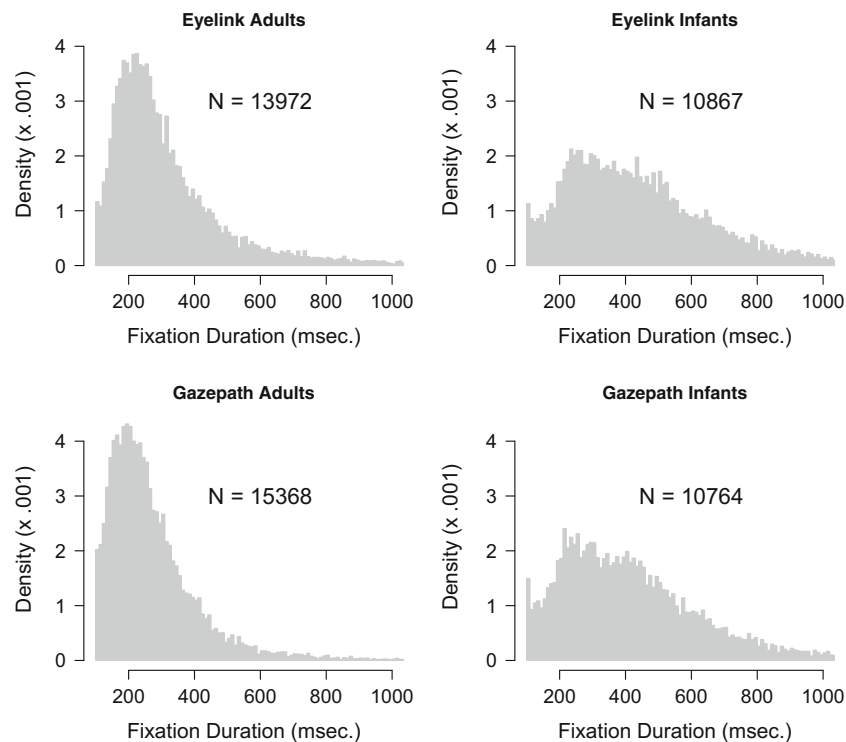 Eyelink Adults
Density (x .001)
4
3
2
1
0
N = 13972
200 400 600 800 1000
Fixation Duration (msec.)
Eyelink Infants
Density (x .001)
4
3
2
1
0
N = 10867
200 400 600 800 1000
Fixation Duration (msec.)
Gazepath Adults
Density (x .001)
4
3
2
1
0
N = 15368
200 400 600 800 1000
Fixation Duration (msec.)
Gazepath Infants
Density (x .001)
4
3
2
1
0
N = 10764
200 400 600 800 1000
Fixation Duration (msec.)